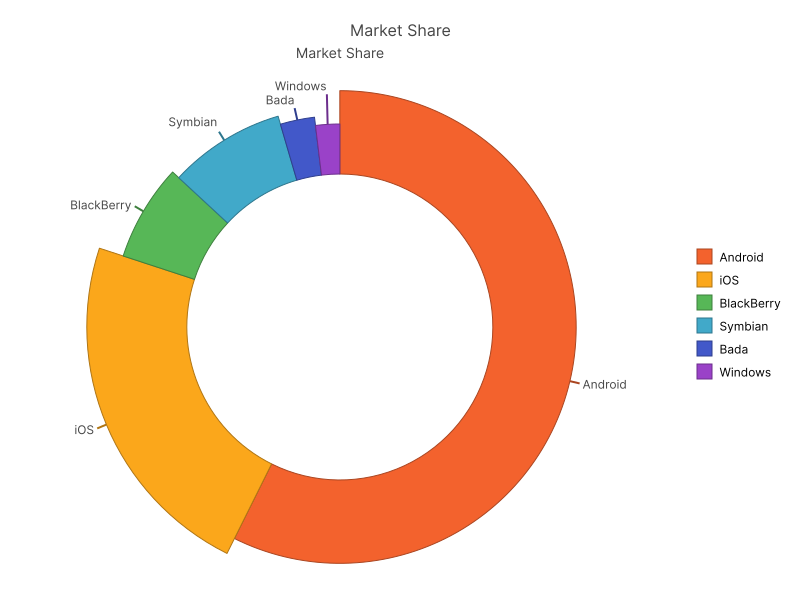 Market Share
Market Share
Windows
Bada
Symbian
BlackBerry
iOS
Android
Android
iOS
BlackBerry
Symbian
Bada
Windows